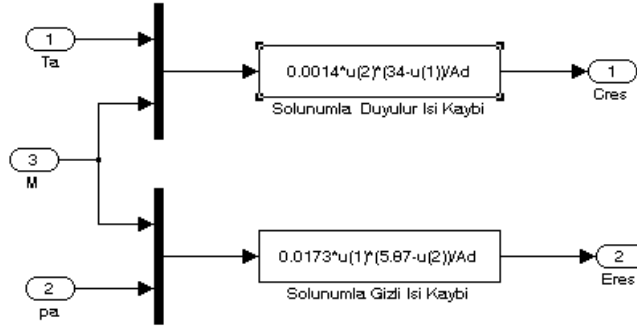 1
Ta
0.0014*u(2)*(34-u(1))/Ad
Solunumla Duyulur Isi Kaybi
1
Cres
3
M
2
pa
0.0173*u(1)*(5.87-u(2))/Ad
Solunumla Gizli Isi Kaybi
2
Eres